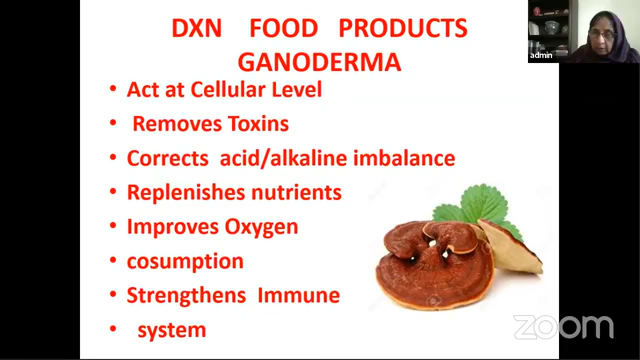 DXN FOOD PRODUCTS
GANODERMA
• Act at Cellular Level
• Removes Toxins
• Corrects acid/alkaline imbalance
• Replenishes nutrients
• Improves Oxygen
• cosumption
• Strengthens Immune
• system
admin
zoom